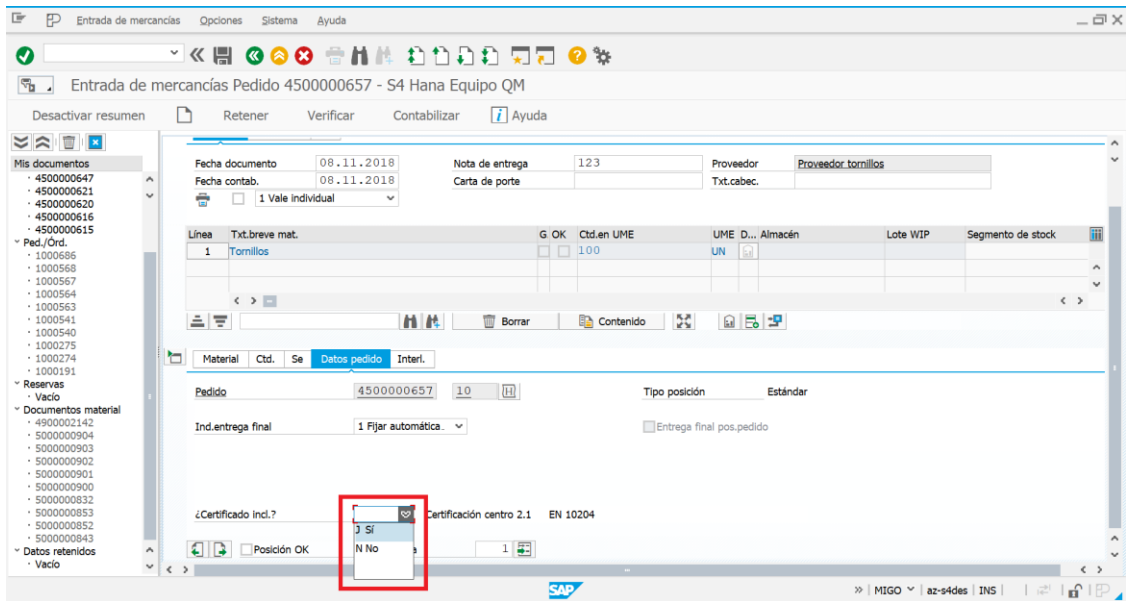 Entrada de mercancías Opciones Sistema Ayuda
Entrada de mercancías Pedido 4500000657 - S4 Hana Equipo QM
Desactivar resumen Retener Verificar Contabilizar Ayuda
Mis documentos
4500000647
4500000621
4500000620
4500000616
4500000615
Ped./Órd.
1000686
1000568
1000567
1000564
1000563
1000541
1000540
1000275
1000274
1000191
Reservas
Vacío
Documentos material
4900002142
5000000904
5000000903
5000000902
5000000901
5000000900
5000000832
5000000853
5000000852
5000000843
Datos retenidos
Vacío
Fecha documento 08.11.2018 Nota de entrega 123 Proveedor Proveedor tornillos
Fecha contab. 08.11.2018 Carta de porte Txt.cabec.
1 Vale individual
Línea Txt.breve mat. G OK Ctd.en UME UME D... Almacén Lote WIP Segmento de stock
1 Tornillos 100 UN
Borrar Contenido
Material Ctd. Se Datos pedido Interl.
Pedido 4500000657 10 Tipo posición Estándar
Ind.entrega final 1 Fijar automática. Entrega final pos.pedido
¿Certificado incl.? Certificación centro 2.1 EN 10204
J Sí
N No
Posición OK 1
SAP MIGO az-s4des INS